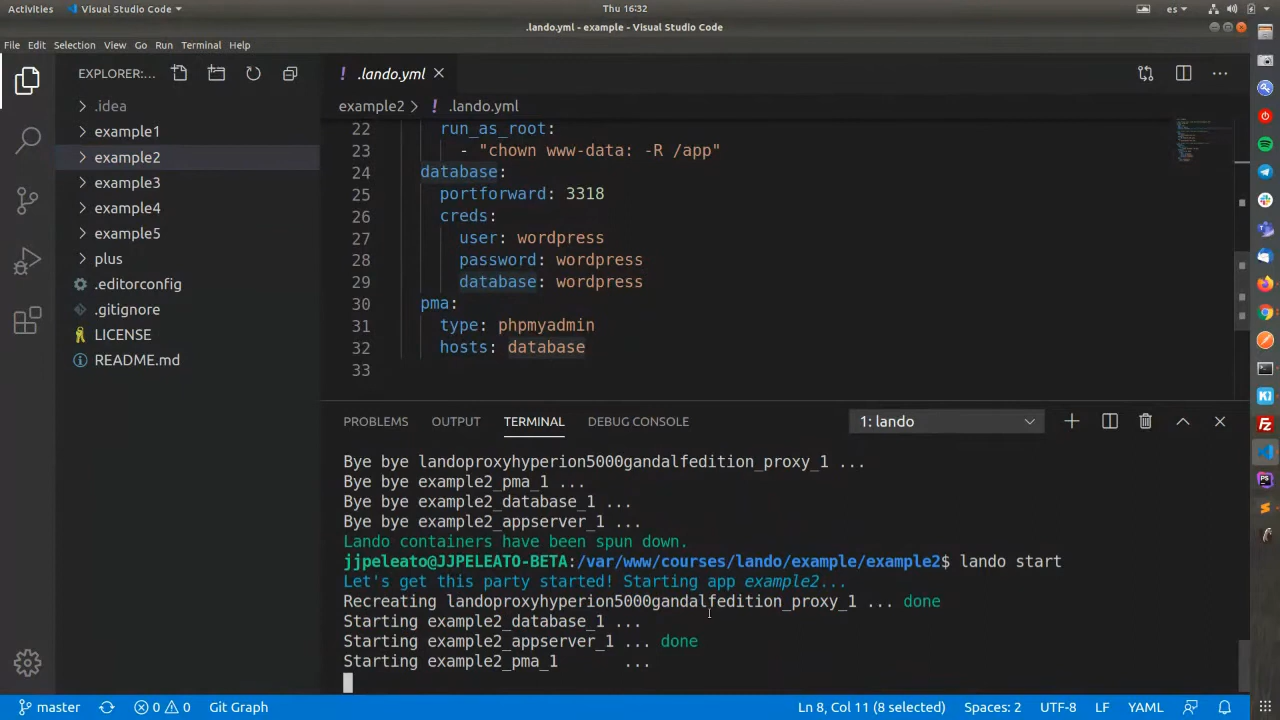 Activities
Visual Studio Code
Thu 16:32
es
.lando.yml - example - Visual Studio Code
File Edit Selection View Go Run Terminal Help
EXPLORER:...
.lando.yml
.idea
example1
example2
example3
example4
example5
plus
.editorconfig
.gitignore
LICENSE
README.md
example2 > .lando.yml
22 run_as_root:
23 - "chown www-data: -R /app"
24 database:
25 portforward: 3318
26 creds:
27 user: wordpress
28 password: wordpress
29 database: wordpress
30 pma:
31 type: phpmyadmin
32 hosts: database
33
PROBLEMS OUTPUT TERMINAL DEBUG CONSOLE
1: lando
Bye bye landoproxyhyperion5000gandalfedition_proxy_1 ...
Bye bye example2_pma_1 ...
Bye bye example2_database_1 ...
Bye bye example2_appserver_1 ...
Lando containers have been spun down.
jjpeleato@JJPELEATO-BETA:/var/www/courses/lando/example/example2$ lando start
Let's get this party started! Starting app example2...
Recreating landoproxyhyperion5000gandalfedition_proxy_1 ... done
Starting example2_database_1 ...
Starting example2_appserver_1 ... done
Starting example2_pma_1 ...
master
0
0
Git Graph
Ln 8, Col 11 (8 selected)
Spaces: 2
UTF-8
LF
YAML